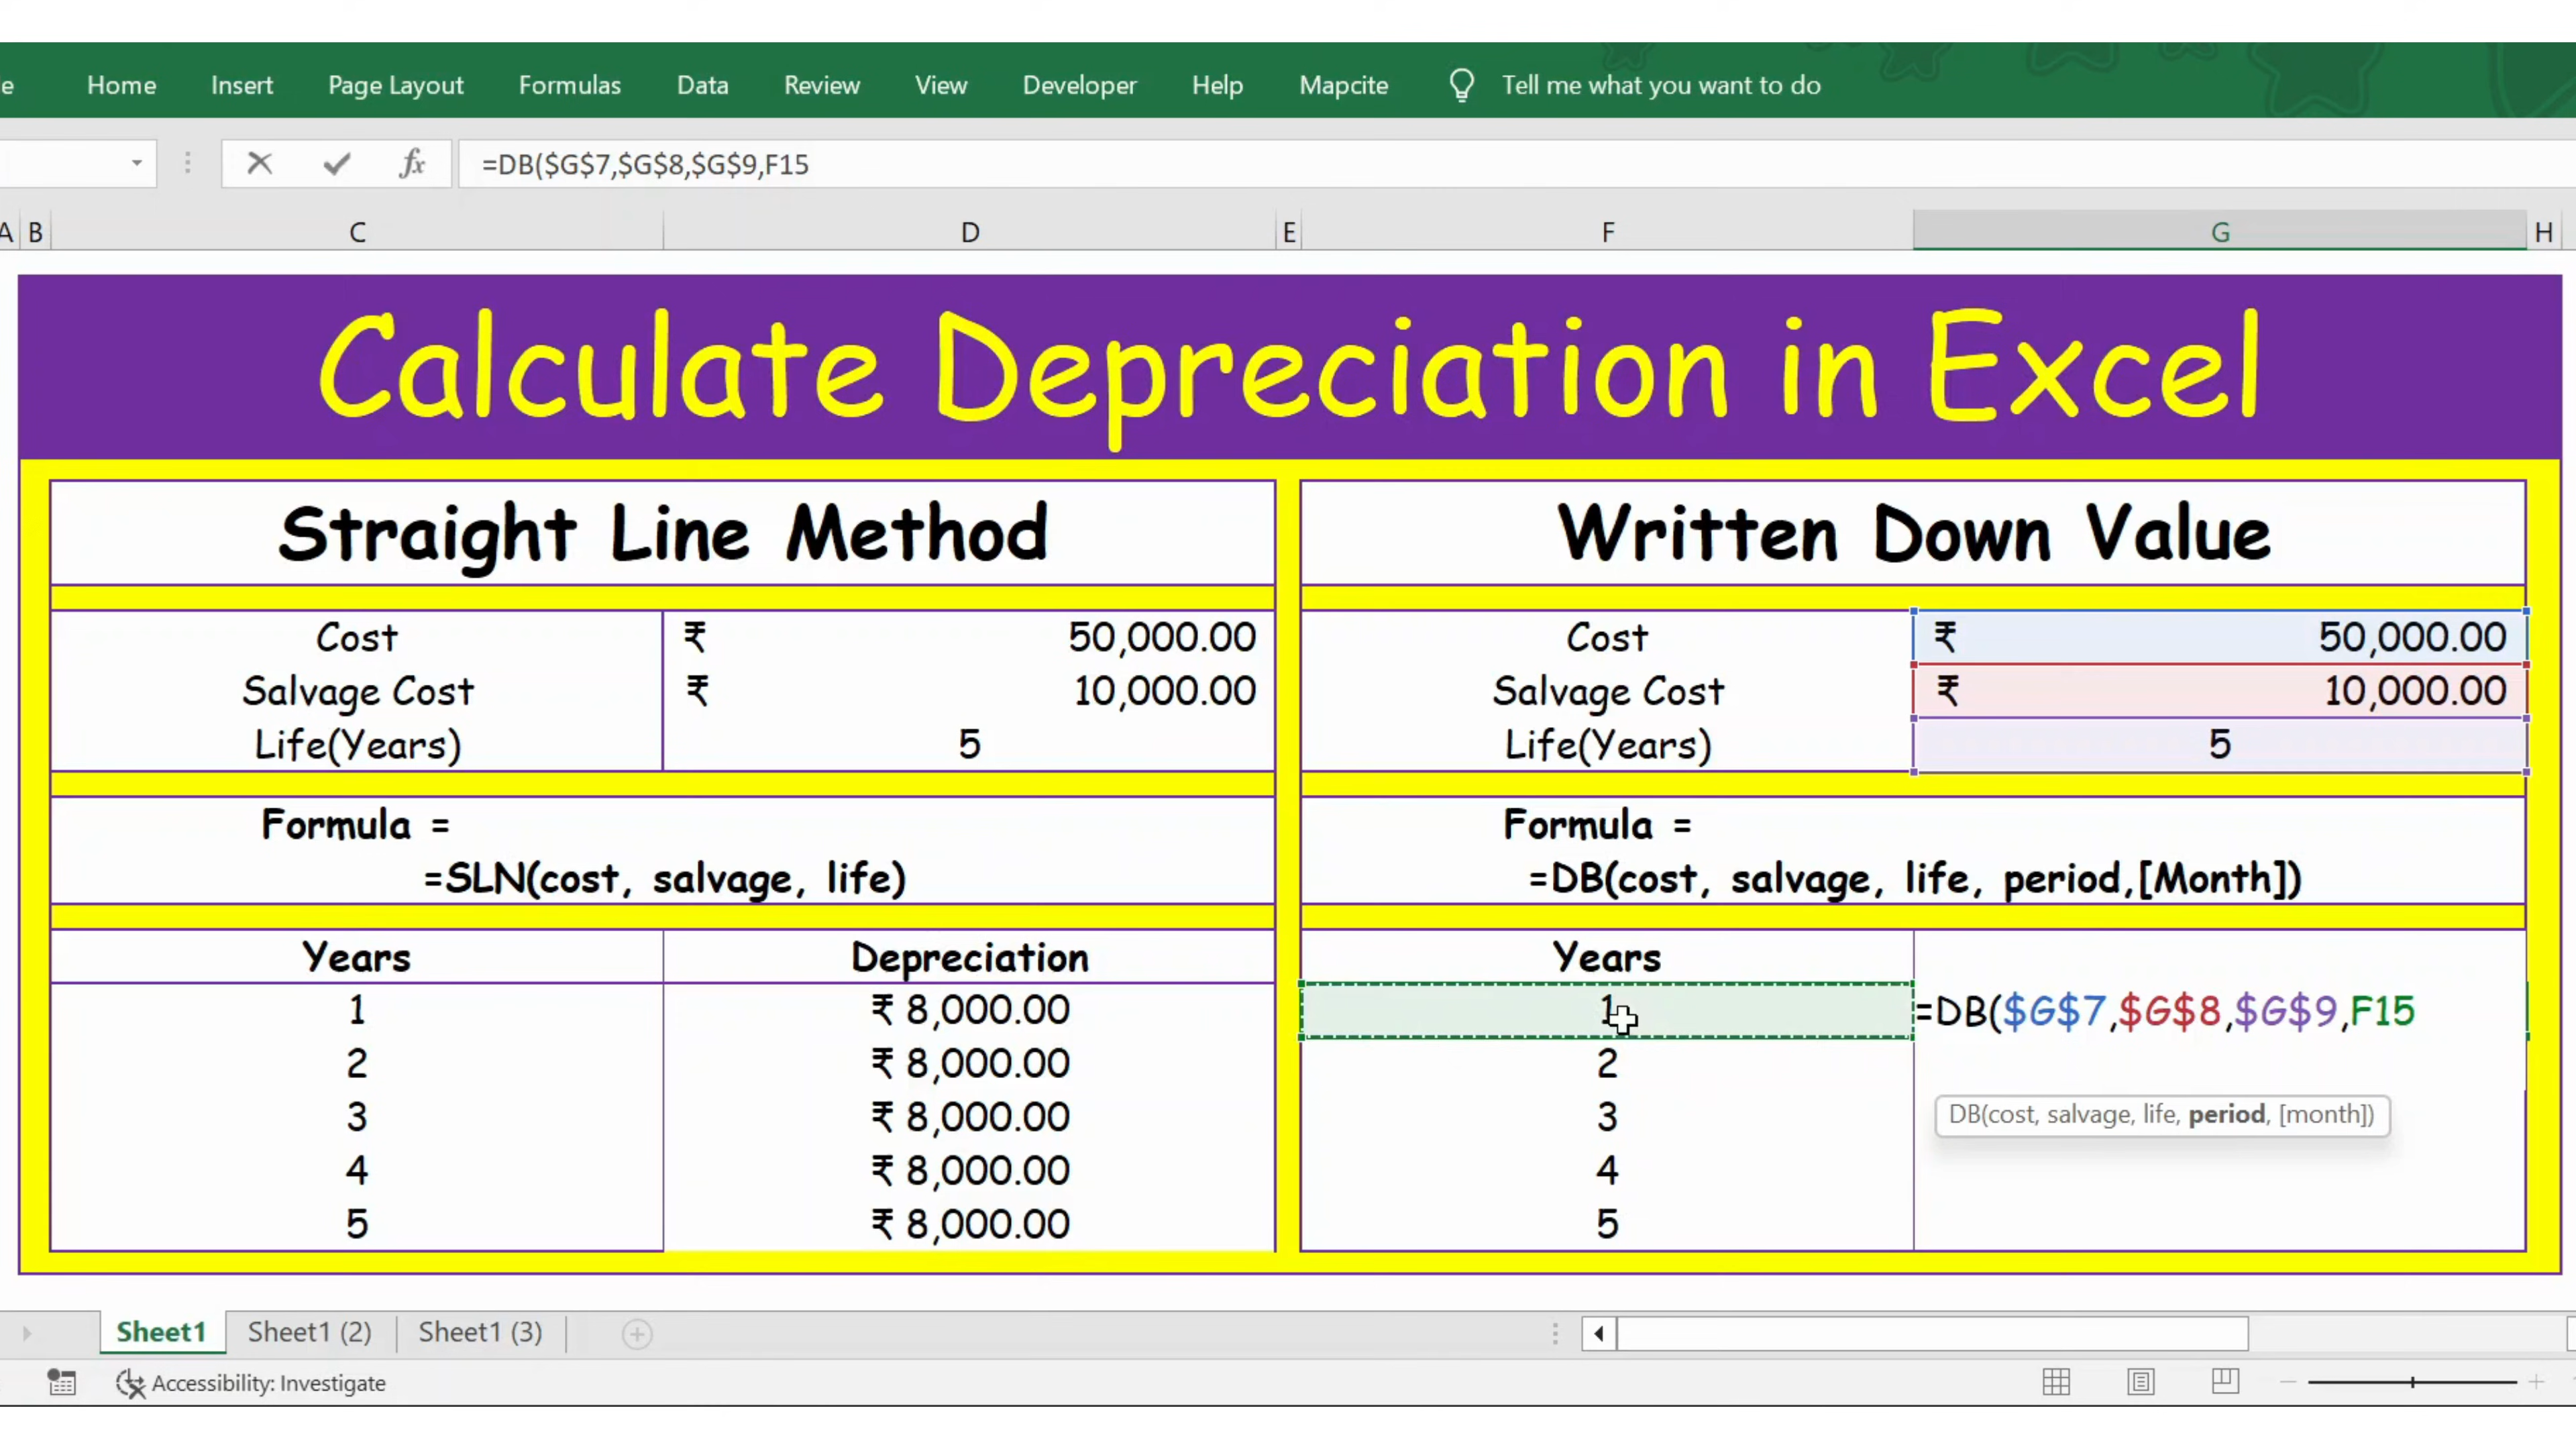 e Home Insert Page Layout Formulas Data Review View Developer Help Mapcite Tell me what you want to do
fx =DB($G$7,$G$8,$G$9,F15
A B C D E F G H
Calculate Depreciation in Excel
Straight Line Method
Written Down Value
Cost ₹ 50,000.00
Salvage Cost ₹ 10,000.00
Life(Years) 5
Cost ₹ 50,000.00
Salvage Cost ₹ 10,000.00
Life(Years) 5
Formula =
=SLN(cost, salvage, life)
Formula =
=DB(cost, salvage, life, period,[Month])
Years Depreciation
1 ₹ 8,000.00
2 ₹ 8,000.00
3 ₹ 8,000.00
4 ₹ 8,000.00
5 ₹ 8,000.00
Years
1 =DB($G$7,$G$8,$G$9,F15
2
3
DB(cost, salvage, life, period, [month])
4
5
Sheet1 Sheet1 (2) Sheet1 (3)
Accessibility: Investigate